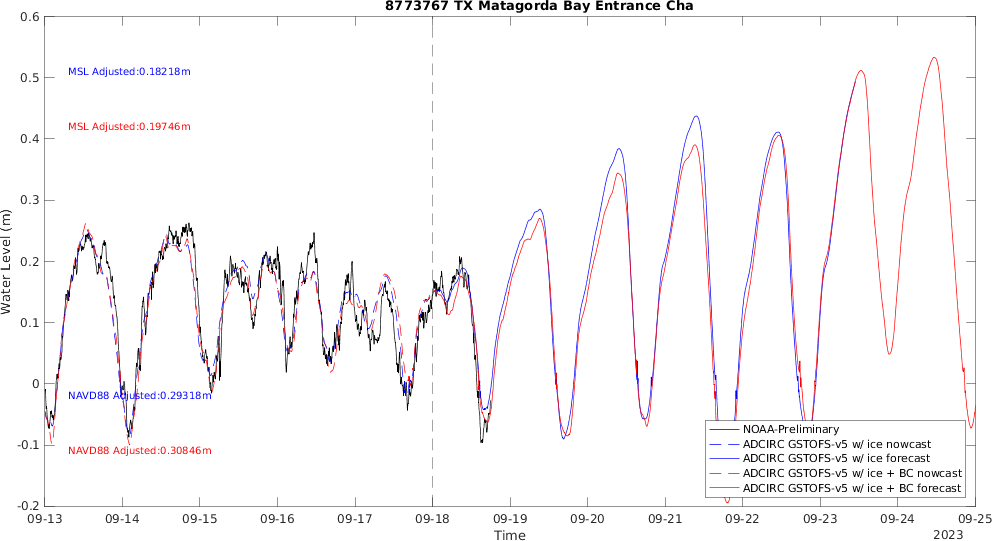 8773767 TX Matagorda Bay Entrance Cha
0.6
0.5
0.4
0.3
0.2
0.1
0
-0.1
-0.2
Water Level (m)
MSL Adjusted:0.18218m
MSL Adjusted:0.19746m
NAVD88 Adjusted:0.29318m
NAVD88 Adjusted:0.30846m
NOAA-Preliminary
ADCIRC GSTOFS-v5 w/ ice nowcast
ADCIRC GSTOFS-v5 w/ ice forecast
ADCIRC GSTOFS-v5 w/ ice + BC nowcast
ADCIRC GSTOFS-v5 w/ ice + BC forecast
09-13 09-14 09-15 09-16 09-17 09-18 09-19 09-20 09-21 09-22 09-23 09-24 09-25
Time
2023